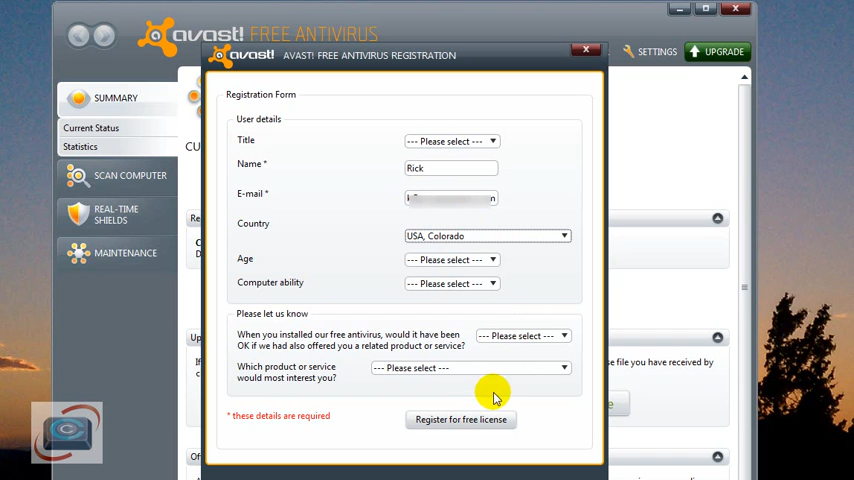 avast! FREE ANTIVIRUS
avast! AVAST! FREE ANTIVIRUS REGISTRATION
SETTINGS
UPGRADE
SUMMARY
Current Status
Statistics
SCAN COMPUTER
REAL-TIME
SHIELDS
MAINTENANCE
CU
Registration Form
User details
Title
--- Please select ---
Name *
Rick
E-mail *
Country
USA, Colorado
Age
--- Please select ---
Computer ability
--- Please select ---
Please let us know
When you installed our free antivirus, would it have been
OK if we had also offered you a related product or service?
--- Please select ---
Which product or service
would most interest you?
--- Please select ---
* these details are required
Register for free license
se file you have received by